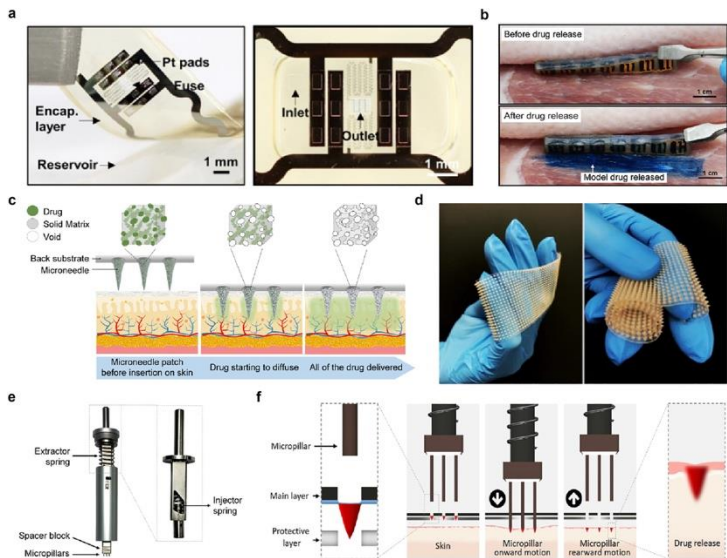 a
Pt pads
Fuse
Encap.
layer
Reservoir
1 mm
Inlet
Outlet
1 mm
b
Before drug release
1 cm
After drug release
Model drug released
1 cm
c
Drug
Solid Matrix
Void
Back substrate
Microneedle
Microneedle patch
before insertion on skin
Drug starting to diffuse
All of the drug delivered
d
e
Extractor
spring
Spacer block
Micropillars
Injector
spring
f
Micropillar
Main layer
Protective
layer
Skin
Micropillar
onward motion
Micropillar
rearward motion
Drug release